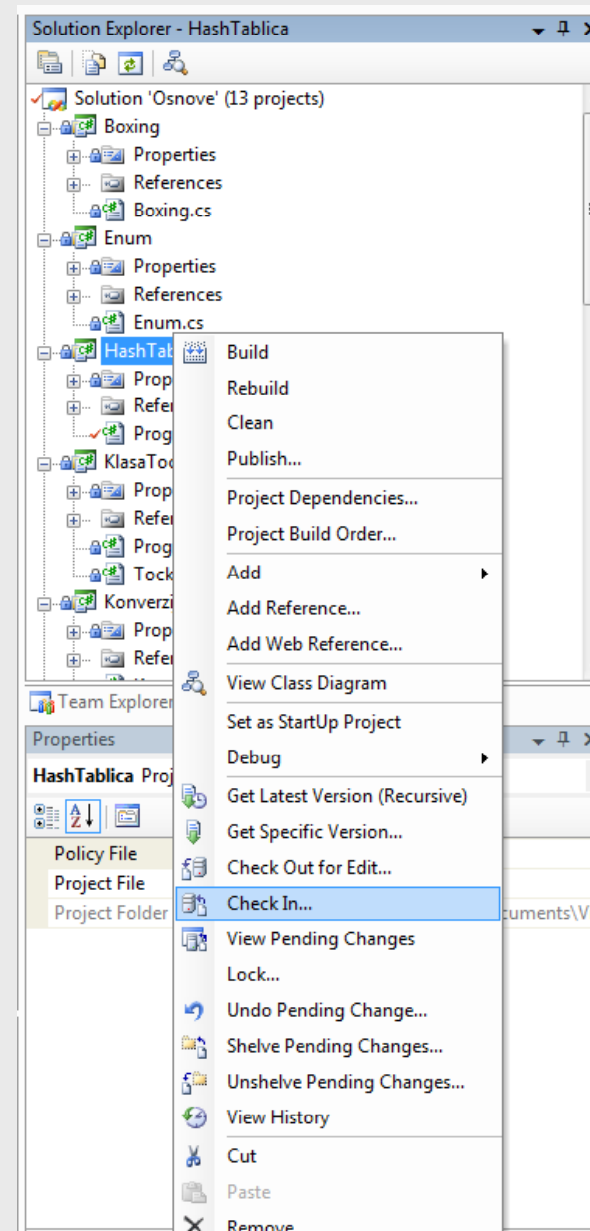 Solution Explorer - HashTablica
Solution 'Osnove' (13 projects)
Boxing
Properties
References
Boxing.cs
Enum
Properties
References
Enum.cs
HashTab
Prop
Refer
Prog
KlasaToc
Prop
Refer
Prog
Tock
Konverzi
Prop
Refer
Build
Rebuild
Clean
Publish...
Project Dependencies...
Project Build Order...
Add
Add Reference...
Add Web Reference...
View Class Diagram
Set as StartUp Project
Debug
Get Latest Version (Recursive)
Get Specific Version...
Check Out for Edit...
Check In...
View Pending Changes
Lock...
Undo Pending Change...
Shelve Pending Changes...
Unshelve Pending Changes...
View History
Cut
Paste
Remove
Team Explorer
Properties
HashTablica Proj
Policy File
Project File
Project Folder cuments\V